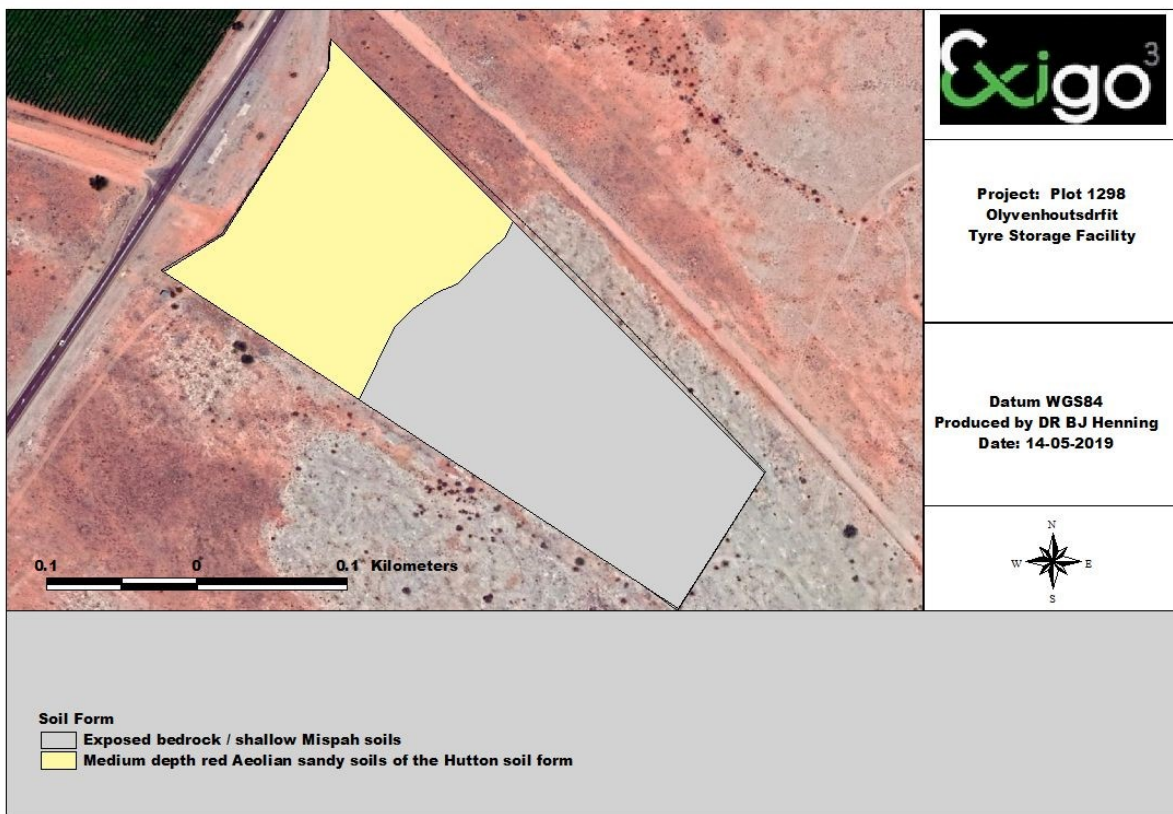 Exigo 3
Project: Plot 1298
Olyvenhoutsdrfit
Tyre Storage Facility
Datum WGS84
Produced by DR BJ Henning
Date: 14-05-2019
N
W E
S
0.1 0 0.1 Kilometers
Soil Form
Exposed bedrock / shallow Mispah soils
Medium depth red Aeolian sandy soils of the Hutton soil form